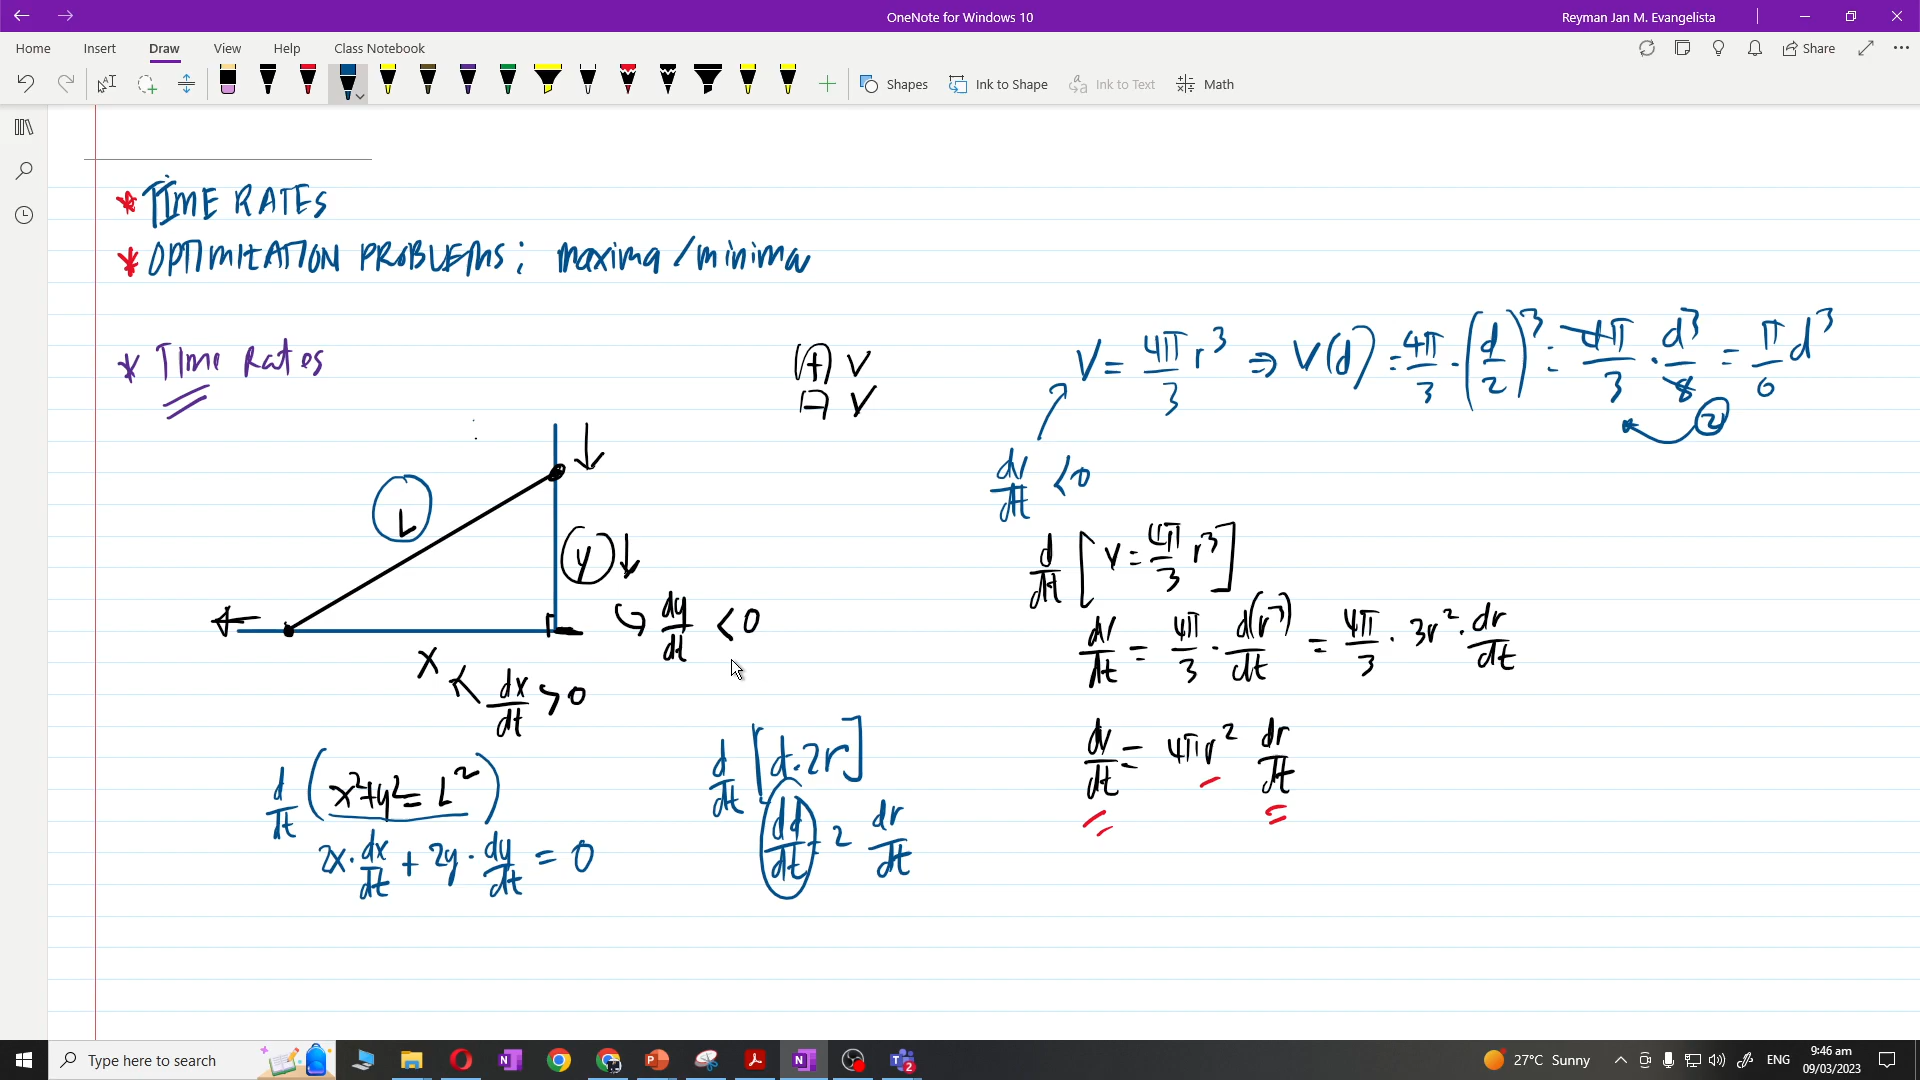 OneNote for Windows 10
Reyman Jan M. Evangelista
Home Insert Draw View Help Class Notebook
Share
Shapes Ink to Shape Ink to Text Math
* TIME RATES
* OPTIMIZATION PROBLEMS; maxima/minima
* TIME Rates
(+) V
(-) V
V = 4π/3 r³ ⇒ V(d) = 4π/3 · (d/2)³ = 4π/3 · d³/8 = π/6 d³
2
dV/dt < 0
L
y ↓
dy/dt < 0
x
dx/dt > 0
d/dt [V = 4π/3 r³]
dV/dt = 4π/3 · d(r³)/dt = 4π/3 · 3r² · dr/dt
dV/dt = 4πr² dr/dt
d/dt (x²+y² = L²)
2x · dx/dt + 2y · dy/dt = 0
d/dt [d = 2r]
dd/dt = 2 dr/dt
Type here to search
27°C Sunny
ENG
9:46 am
09/03/2023